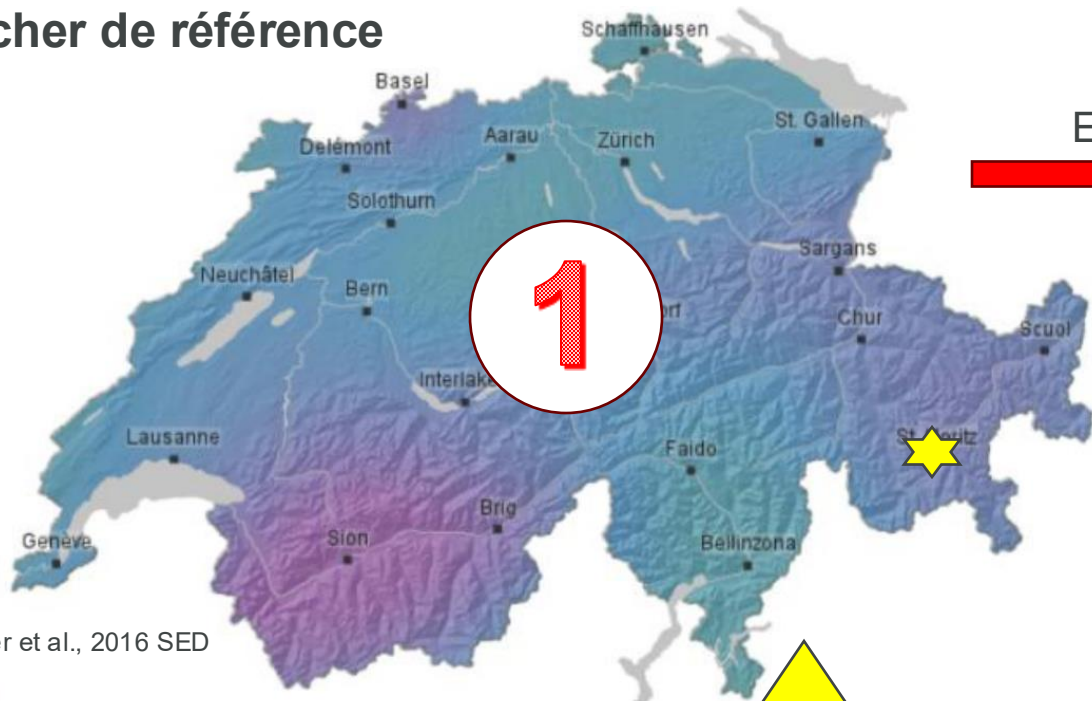 cher de référence
Schaffhausen
Basel
E
St. Gallen
Aarau
Zürich
Delémont
Solothurn
Sargans
Neuchâtel
Bern
1
Chur
Scuol
Interlake
Lausanne
Faido
Brig
Sion
Bellinzona
Genève
er et al., 2016 SED